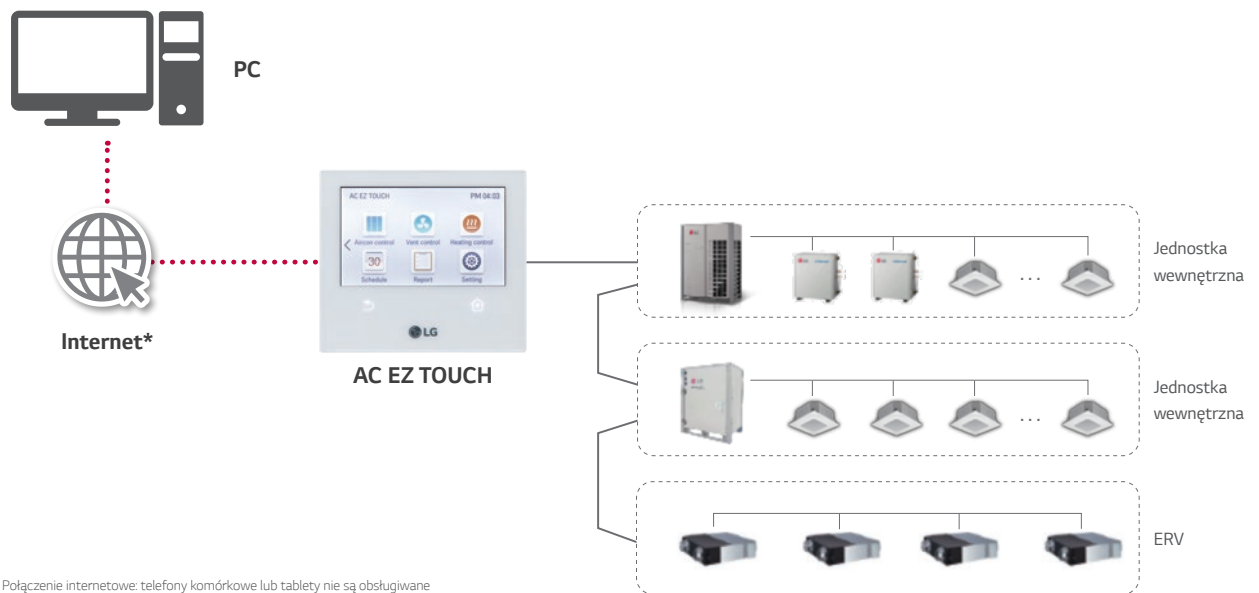 PC
Internet*
AC EZ TOUCH
PM 04:03
Aircon control
Vent control
Heating control
30
Schedule
Report
Setting
LG
AC EZ TOUCH
Jednostka
wewnętrzna
...
Jednostka
wewnętrzna
...
ERV
Połączenie internetowe: telefony komórkowe lub tablety nie są obsługiwane